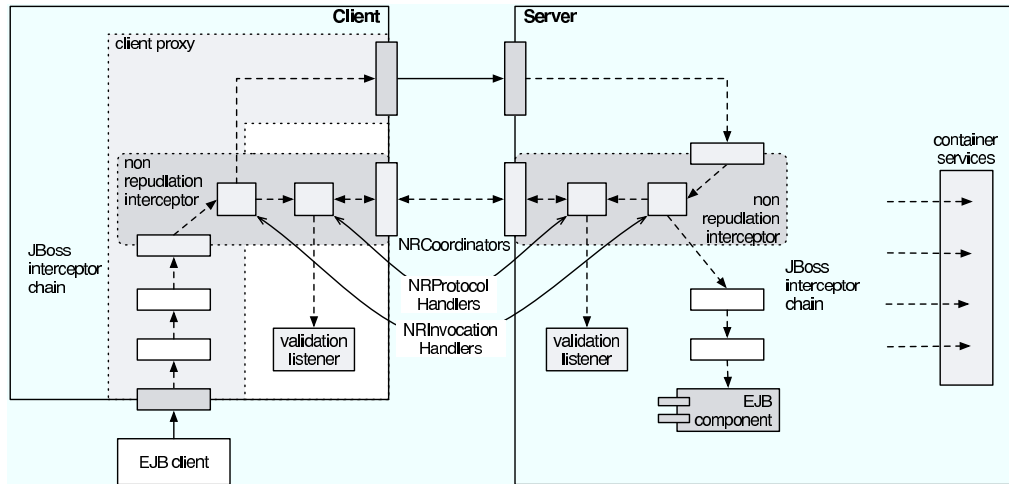 Client
Server
client proxy
container
services
non
repudiation
interceptor
non
repudiation
interceptor
NRCoordinators
JBoss
interceptor
chain
JBoss
interceptor
chain
NRProtocol
Handlers
NRInvocation
Handlers
validation
listener
validation
listener
EJB
component
EJB client